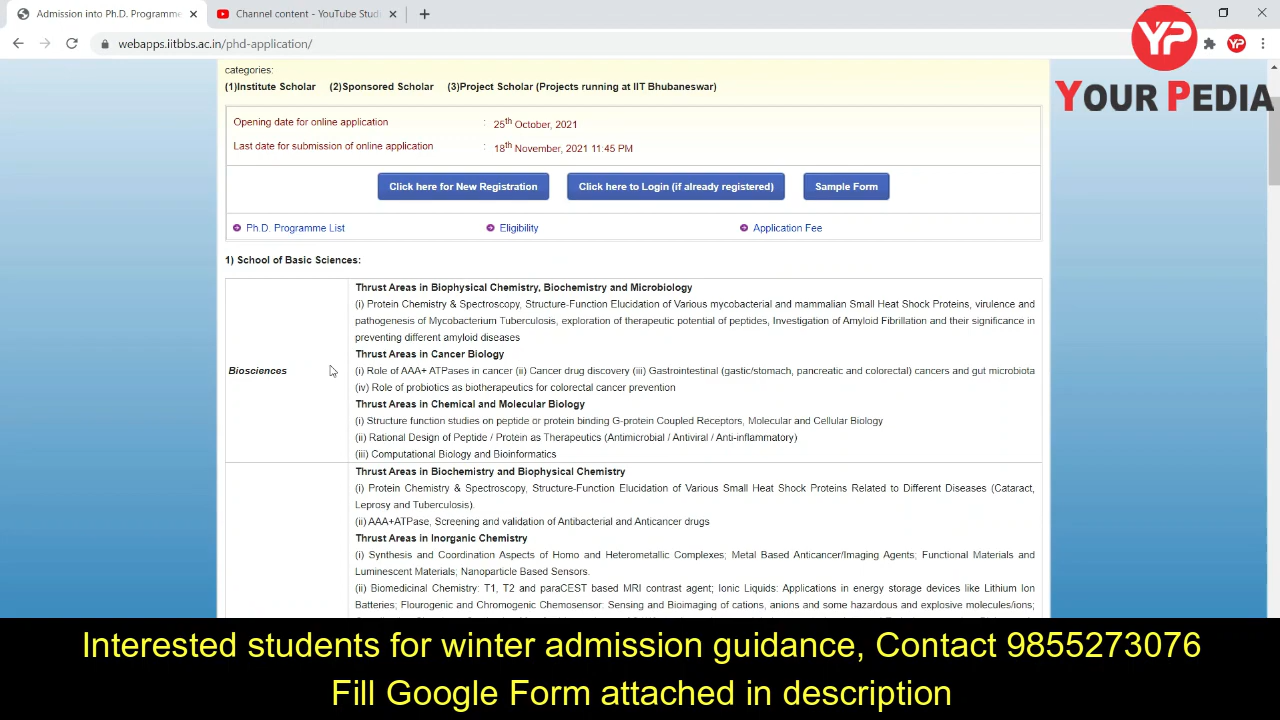 Admission into Ph.D. Programme
Channel content - YouTube Stud
webapps.iitbbs.ac.in/phd-application/
YP
YP
YOUR PEDIA
categories:
(1)Institute Scholar (2)Sponsored Scholar (3)Project Scholar (Projects running at IIT Bhubaneswar)
Opening date for online application : 25th October, 2021
Last date for submission of online application : 18th November, 2021 11:45 PM
Click here for New Registration Click here to Login (if already registered) Sample Form
Ph.D. Programme List Eligibility Application Fee
1) School of Basic Sciences:
Biosciences
Thrust Areas in Biophysical Chemistry, Biochemistry and Microbiology
(i) Protein Chemistry & Spectroscopy, Structure-Function Elucidation of Various mycobacterial and mammalian Small Heat Shock Proteins, virulence and
pathogenesis of Mycobacterium Tuberculosis, exploration of therapeutic potential of peptides, Investigation of Amyloid Fibrillation and their significance in
preventing different amyloid diseases
Thrust Areas in Cancer Biology
(i) Role of AAA+ ATPases in cancer (ii) Cancer drug discovery (iii) Gastrointestinal (gastic/stomach, pancreatic and colorectal) cancers and gut microbiota
(iv) Role of probiotics as biotherapeutics for colorectal cancer prevention
Thrust Areas in Chemical and Molecular Biology
(i) Structure function studies on peptide or protein binding G-protein Coupled Receptors, Molecular and Cellular Biology
(ii) Rational Design of Peptide / Protein as Therapeutics (Antimicrobial / Antiviral / Anti-inflammatory)
(iii) Computational Biology and Bioinformatics
Thrust Areas in Biochemistry and Biophysical Chemistry
(i) Protein Chemistry & Spectroscopy, Structure-Function Elucidation of Various Small Heat Shock Proteins Related to Different Diseases (Cataract,
Leprosy and Tuberculosis).
(ii) AAA+ATPase, Screening and validation of Antibacterial and Anticancer drugs
Thrust Areas in Inorganic Chemistry
(i) Synthesis and Coordination Aspects of Homo and Heterometallic Complexes; Metal Based Anticancer/Imaging Agents; Functional Materials and
Luminescent Materials; Nanoparticle Based Sensors.
(ii) Biomedicinal Chemistry: T1, T2 and paraCEST based MRI contrast agent; Ionic Liquids: Applications in energy storage devices like Lithium Ion
Batteries; Flourogenic and Chromogenic Chemosensor: Sensing and Bioimaging of cations, anions and some hazardous and explosive molecules/ions;
Interested students for winter admission guidance, Contact 9855273076
Fill Google Form attached in description